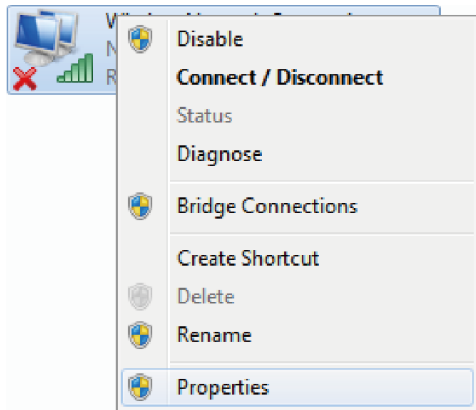 Disable
Connect / Disconnect
Status
Diagnose
Bridge Connections
Create Shortcut
Delete
Rename
Properties